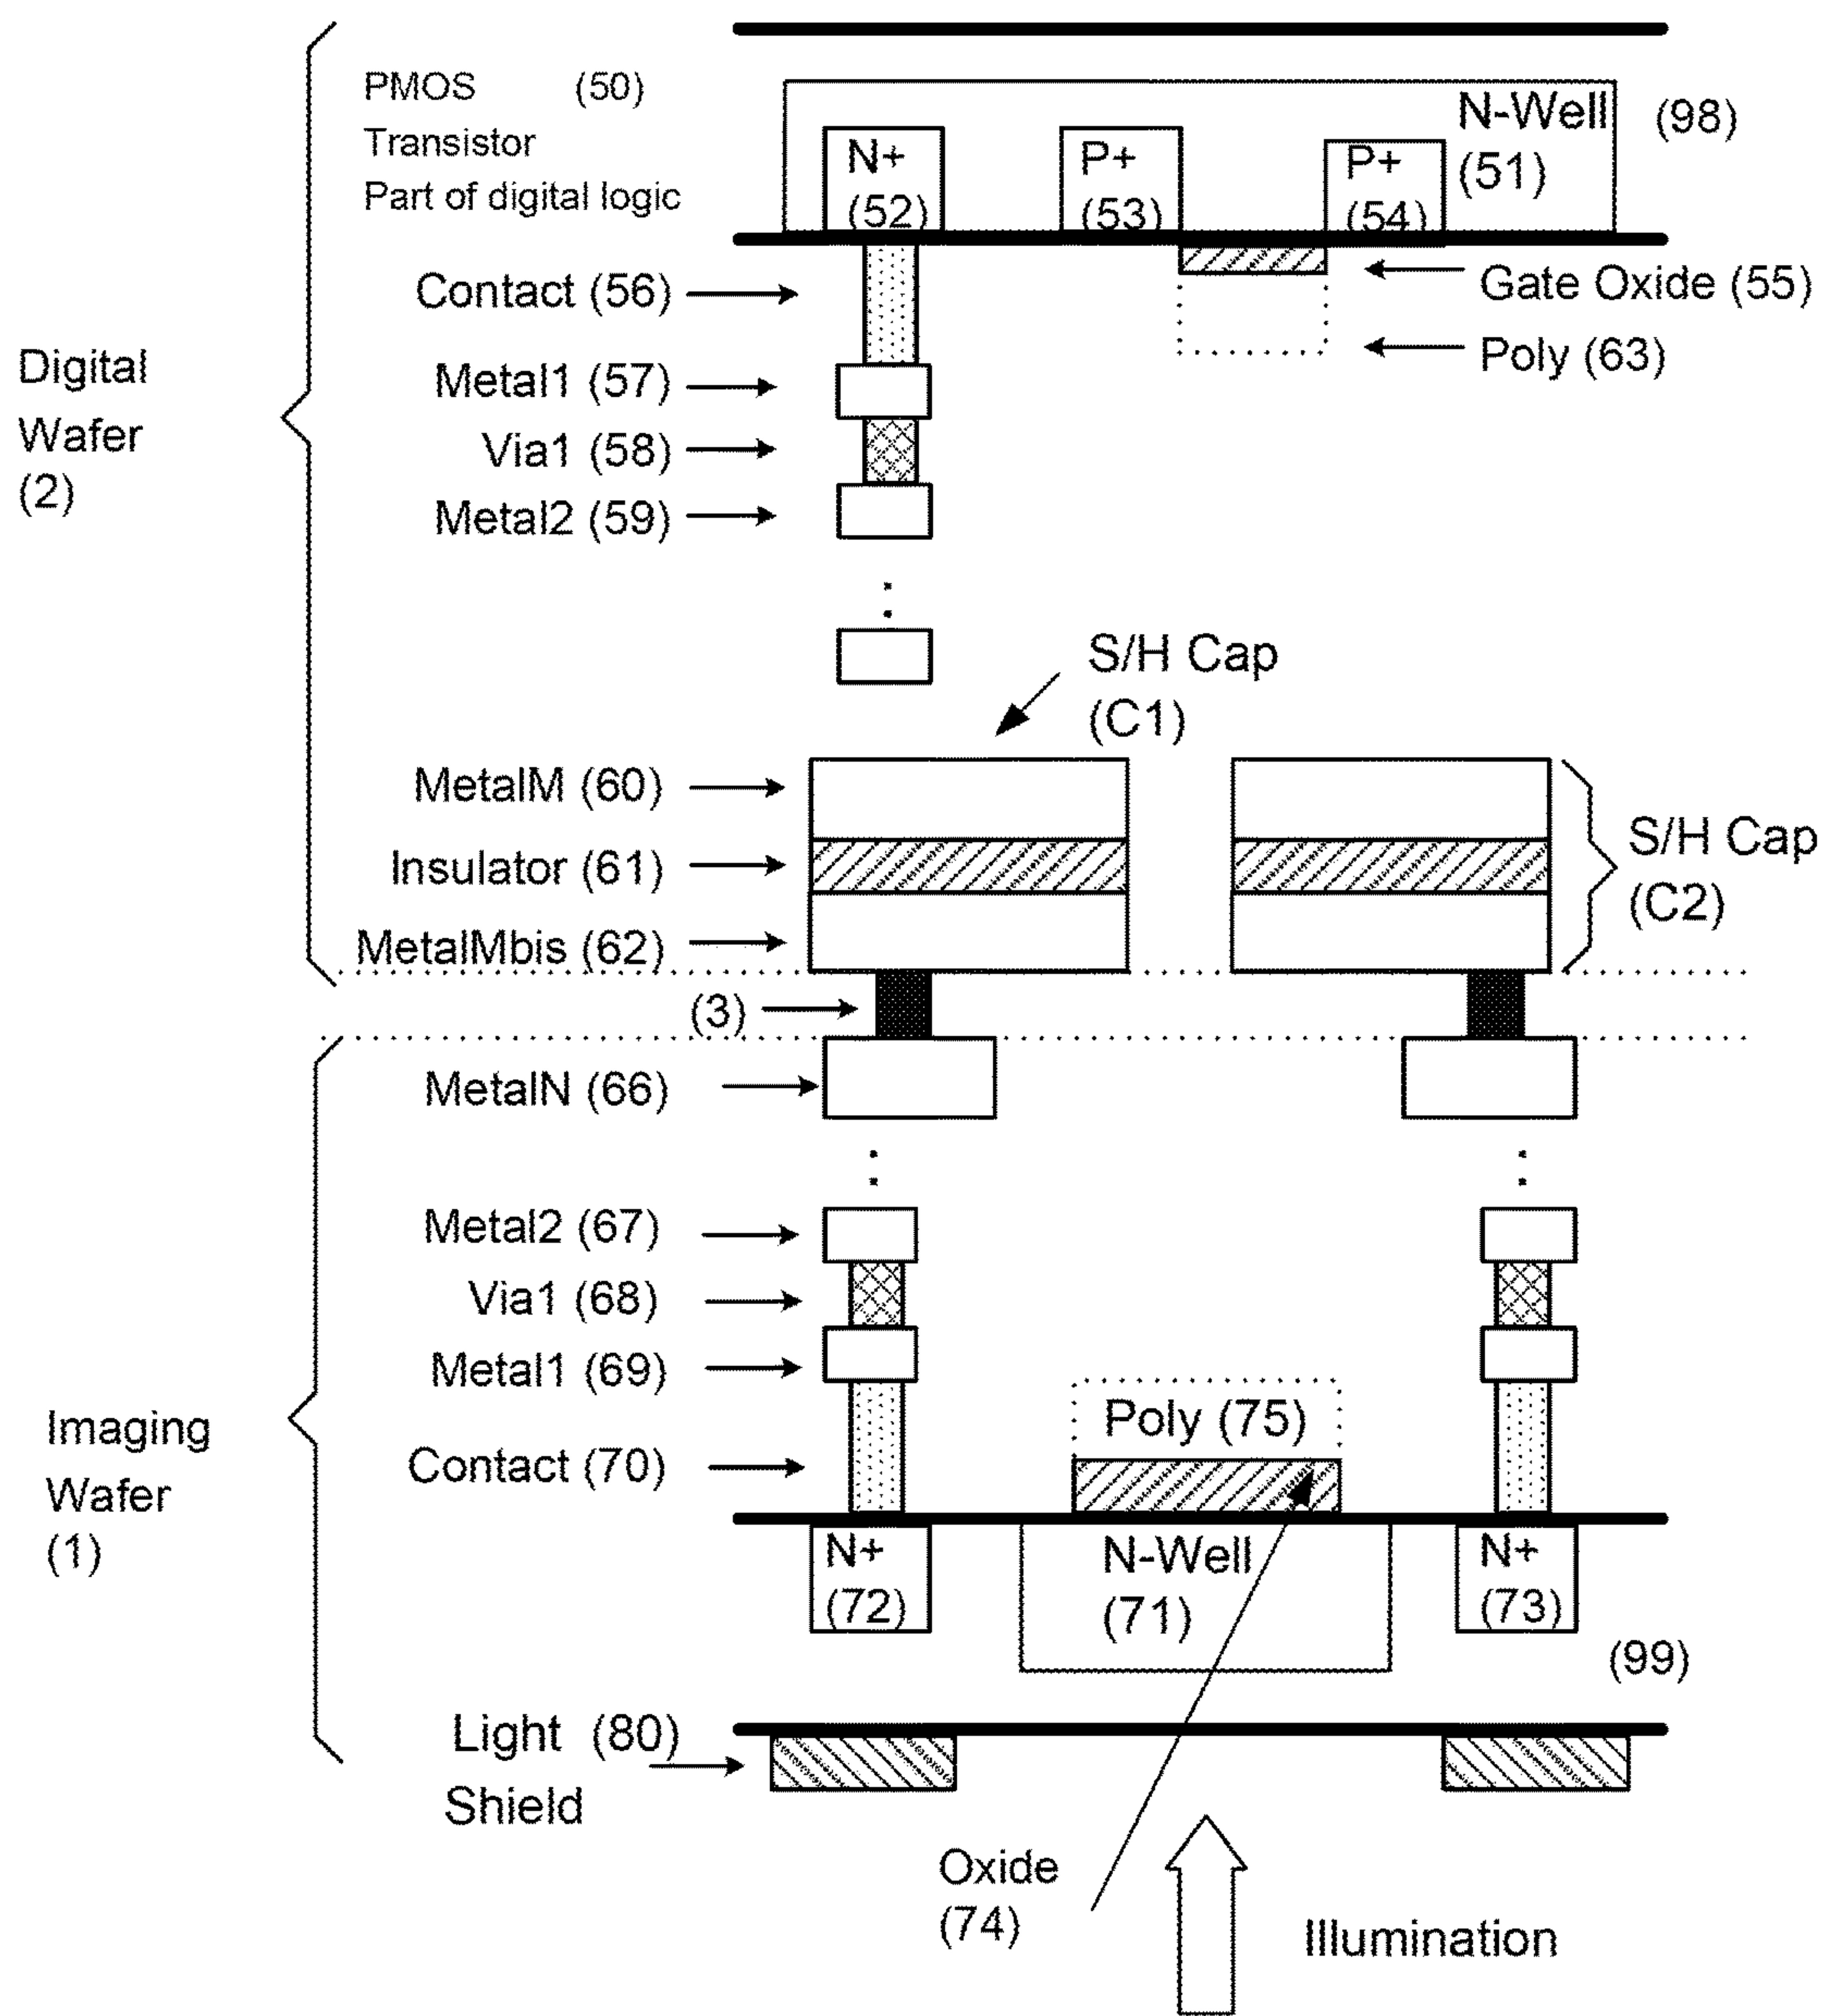 PMOS (50)
Transistor
Part of digital logic
N-Well (98)
(51)
N+
(52)
P+
(53)
P+
(54)
Contact (56)
Gate Oxide (55)
Poly (63)
Metal1 (57)
Via1 (58)
Metal2 (59)
Digital
Wafer
(2)
S/H Cap
(C1)
MetalM (60)
Insulator (61)
MetalMbis (62)
S/H Cap
(C2)
(3)
MetalN (66)
Metal2 (67)
Via1 (68)
Metal1 (69)
Contact (70)
Poly (75)
Imaging
Wafer
(1)
N+
(72)
N-Well
(71)
N+
(73)
(99)
Light (80)
Shield
Oxide
(74)
Illumination